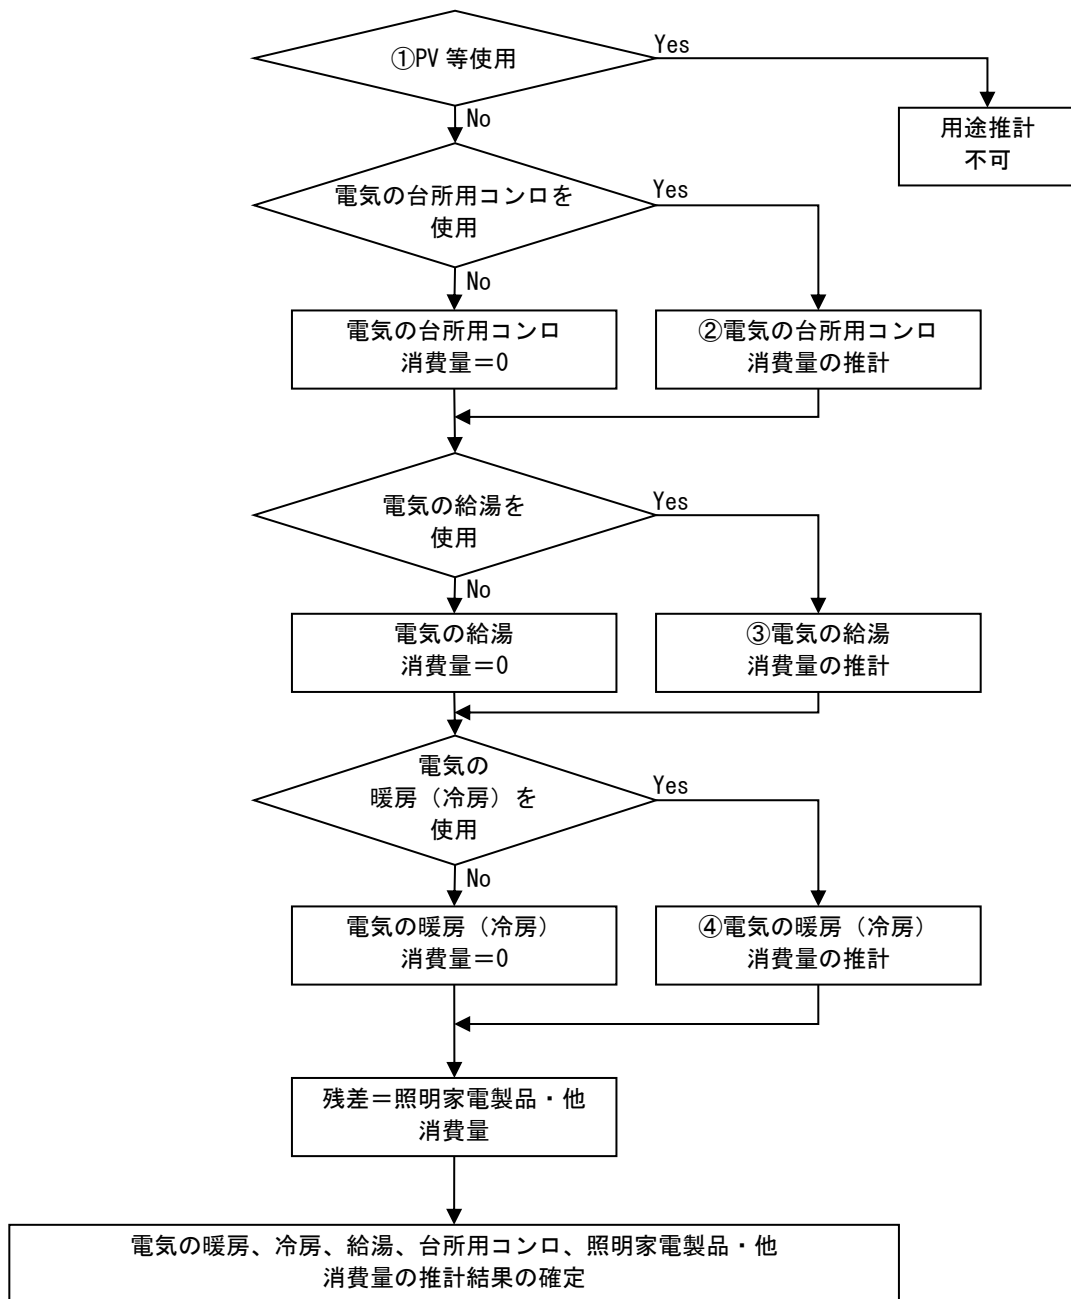 ①PV 等使用
Yes
No
用途推計
不可
電気の台所用コンロを
使用
Yes
No
電気の台所用コンロ
消費量＝0
②電気の台所用コンロ
消費量の推計
電気の給湯を
使用
Yes
No
電気の給湯
消費量＝0
③電気の給湯
消費量の推計
電気の
暖房（冷房）を
使用
Yes
No
電気の暖房（冷房）
消費量＝0
④電気の暖房（冷房）
消費量の推計
残差＝照明家電製品・他
消費量
電気の暖房、冷房、給湯、台所用コンロ、照明家電製品・他
消費量の推計結果の確定